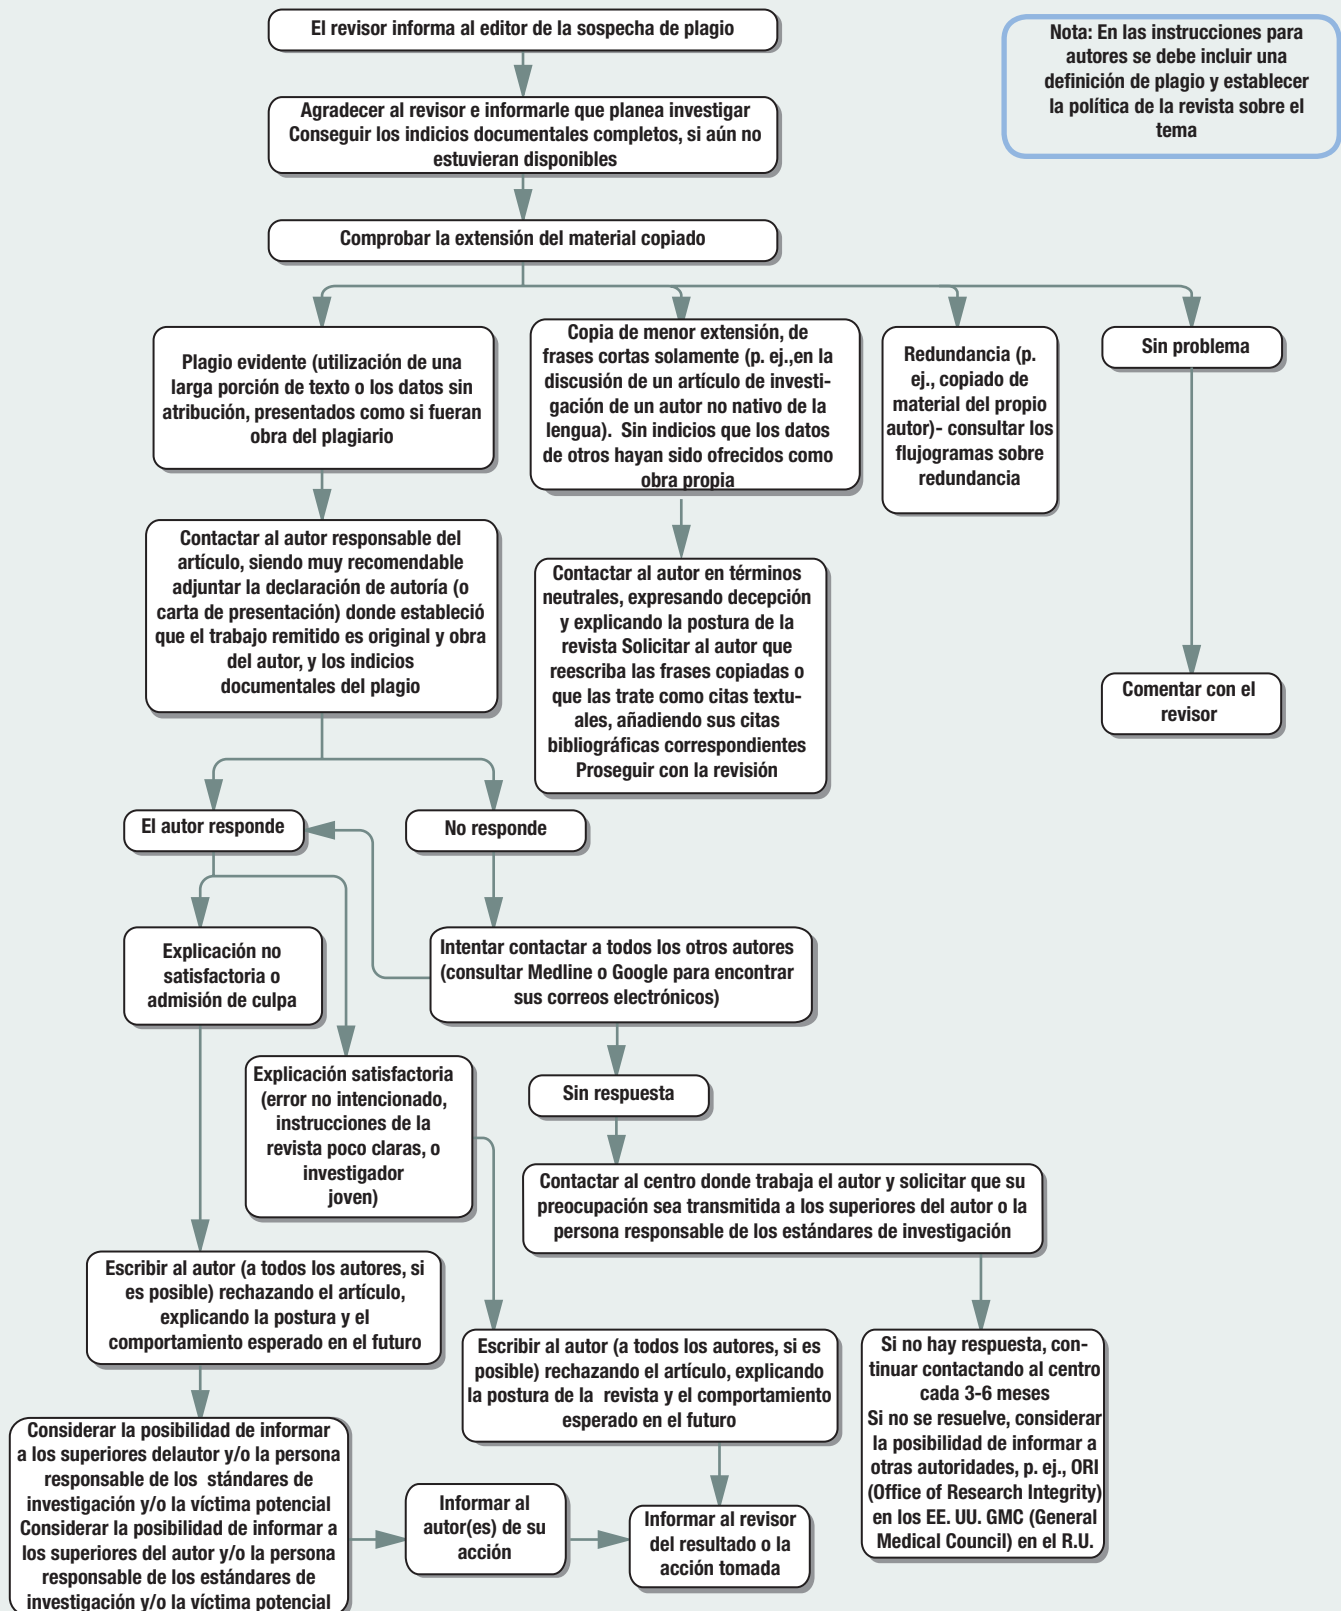 El revisor informa al editor de la sospecha de plagio
Nota: En las instrucciones para
autores se debe incluir una
definición de plagio y establecer
la política de la revista sobre el
tema
Agradecer al revisor e informarle que planea investigar
Conseguir los indicios documentales completos, si aún no
estuvieran disponibles
Comprobar la extensión del material copiado
Plagio evidente (utilización de una
larga porción de texto o los datos sin
atribución, presentados como si fueran
obra del plagiario
Copia de menor extensión, de
frases cortas solamente (p. ej.,en la
discusión de un artículo de investi-
gación de un autor no nativo de la
lengua). Sin indicios que los datos
de otros hayan sido ofrecidos como
obra propia
Redundancia (p.
ej., copiado de
material del propio
autor)- consultar los
flujogramas sobre
redundancia
Sin problema
Contactar al autor responsable del
artículo, siendo muy recomendable
adjuntar la declaración de autoría (o
carta de presentación) donde estableció
que el trabajo remitido es original y obra
del autor, y los indicios
documentales del plagio
Contactar al autor en términos
neutrales, expresando decepción
y explicando la postura de la
revista Solicitar al autor que
reescriba las frases copiadas o
que las trate como citas textu-
ales, añadiendo sus citas
bibliográficas correspondientes
Proseguir con la revisión
Comentar con el
revisor
El autor responde
No responde
Explicación no
satisfactoria o
admisión de culpa
Intentar contactar a todos los otros autores
(consultar Medline o Google para encontrar
sus correos electrónicos)
Explicación satisfactoria
(error no intencionado,
instrucciones de la
revista poco claras, o
investigador
joven)
Sin respuesta
Contactar al centro donde trabaja el autor y solicitar que su
preocupación sea transmitida a los superiores del autor o la
persona responsable de los estándares de investigación
Escribir al autor (a todos los autores, si
es posible) rechazando el artículo,
explicando la postura y el
comportamiento esperado en el futuro
Escribir al autor (a todos los autores, si es
posible) rechazando el artículo, explicando
la postura de la revista y el comportamiento
esperado en el futuro
Si no hay respuesta, con-
tinuar contactando al centro
cada 3-6 meses
Si no se resuelve, considerar
la posibilidad de informar a
otras autoridades, p. ej., ORI
(Office of Research Integrity)
en los EE. UU. GMC (General
Medical Council) en el R.U.
Considerar la posibilidad de informar
a los superiores delautor y/o la persona
responsable de los stándares de
investigación y/o la víctima potencial
Considerar la posibilidad de informar a
los superiores del autor y/o la persona
responsable de los estándares de
investigación y/o la víctima potencial
Informar al
autor(es) de su
acción
Informar al revisor
del resultado o la
acción tomada